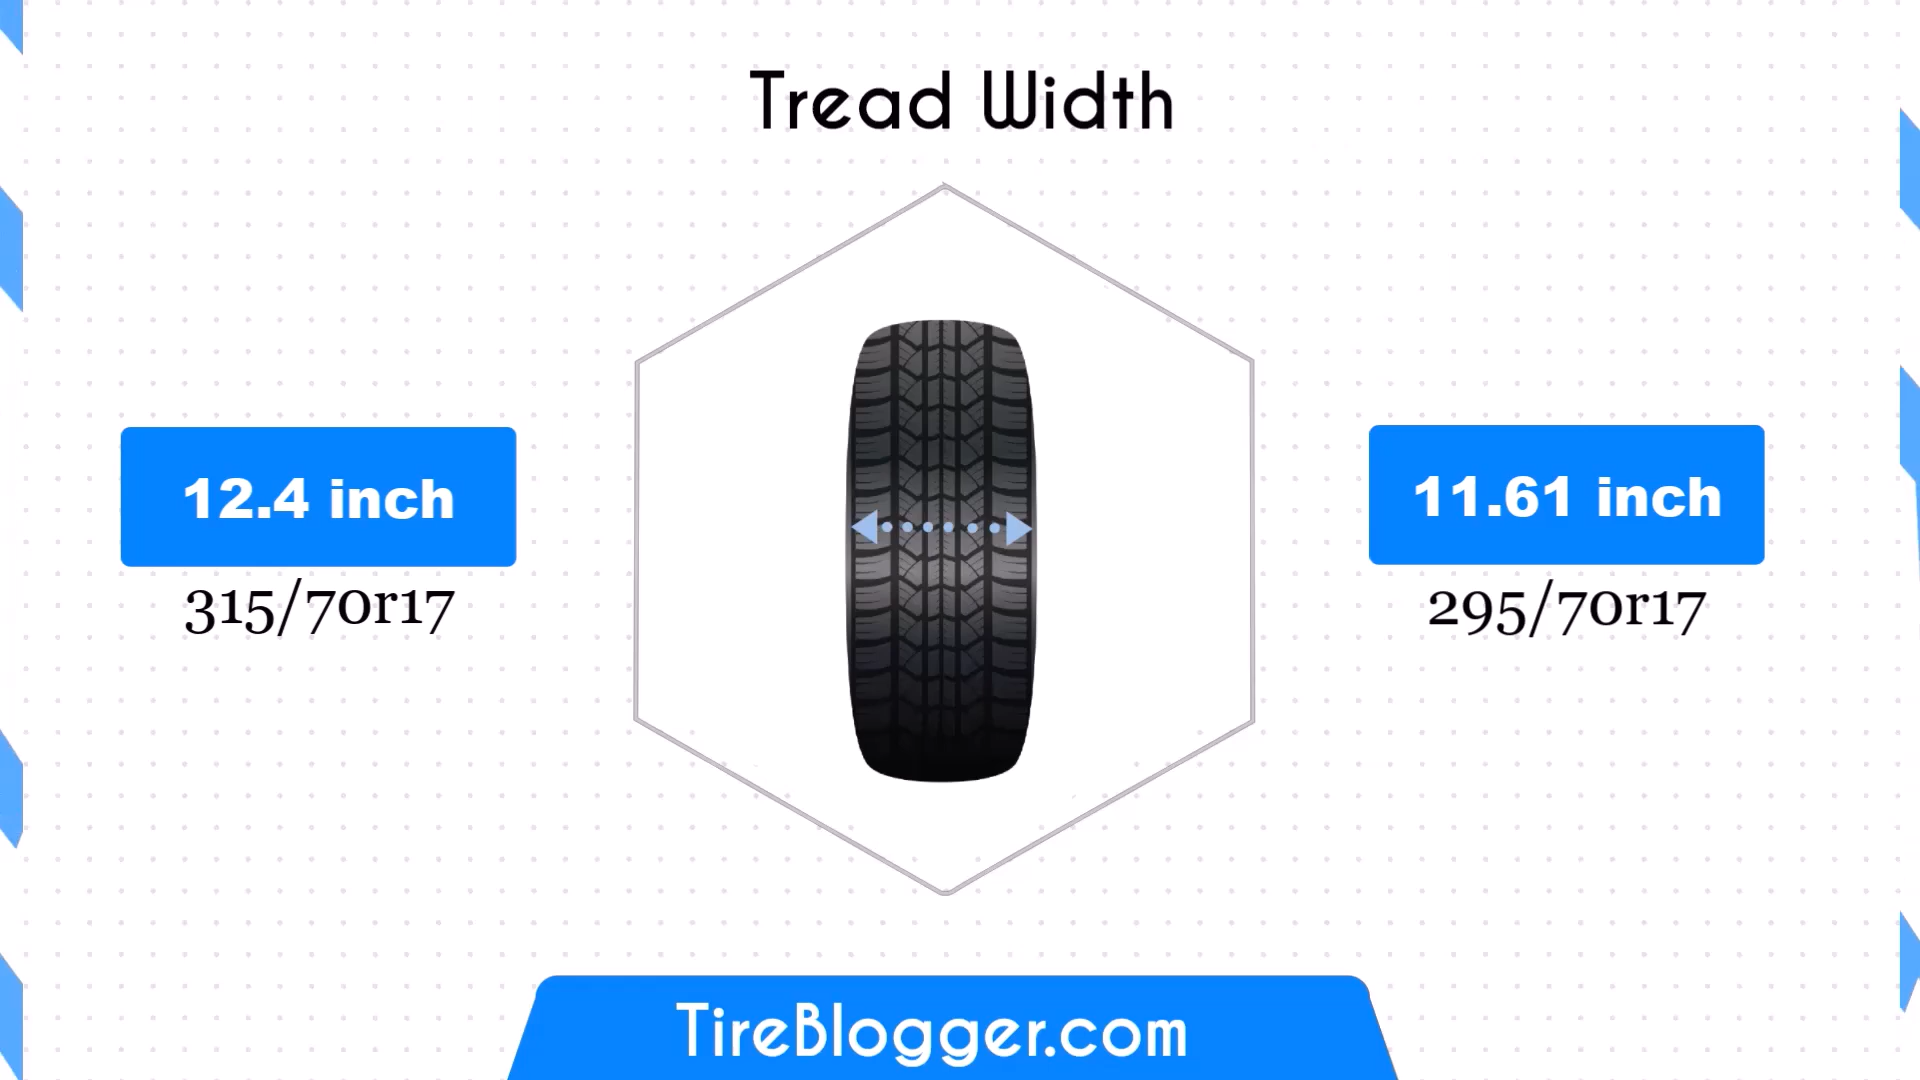 Tread Width
12.4 inch
315/70r17
11.61 inch
295/70r17
TireBlogger.com